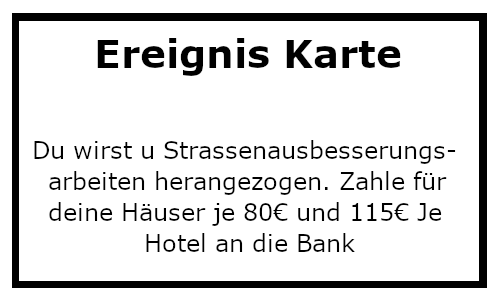 Ereignis Karte
Du wirst u Strassenausbesserungs-
arbeiten herangezogen. Zahle für
deine Häuser je 80€ und 115€ Je
Hotel an die Bank